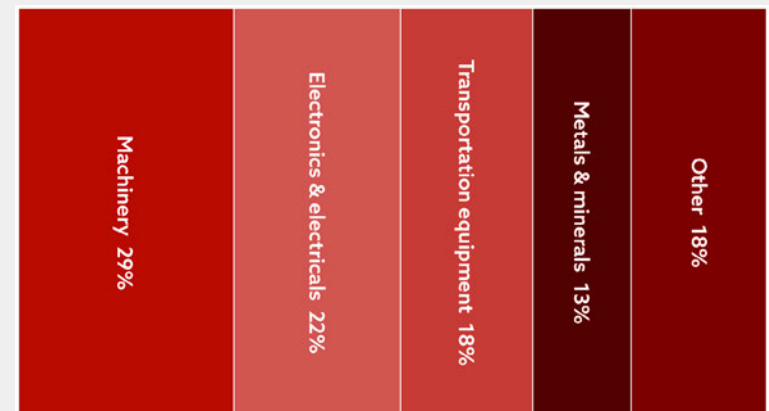 Machinery 29%
Electronics & electricals 22%
Transportation equipment 18%
Metals & minerals 13%
Other 18%